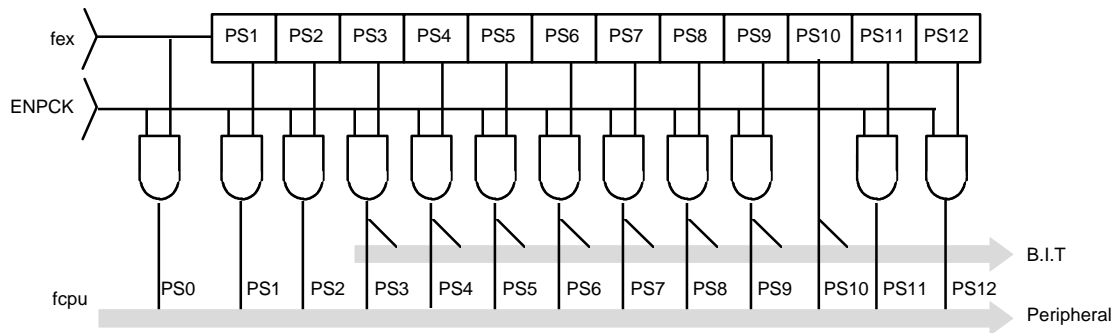 fex PS1 PS2 PS3 PS4 PS5 PS6 PS7 PS8 PS9 PS10 PS11 PS12
ENPCK
B.I.T
fcpu PS0 PS1 PS2 PS3 PS4 PS5 PS6 PS7 PS8 PS9 PS10 PS11 PS12
Peripheral